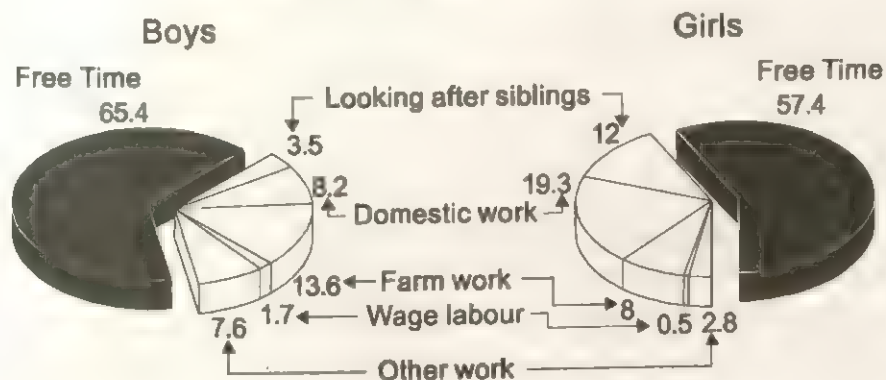 Boys Girls
Free Time Free Time
65.4 Looking after siblings 57.4
3.5 12
8.2 Domestic work 19.3
13.6 Farm work 8
1.7 Wage labour 0.5 2.8
7.6 Other work